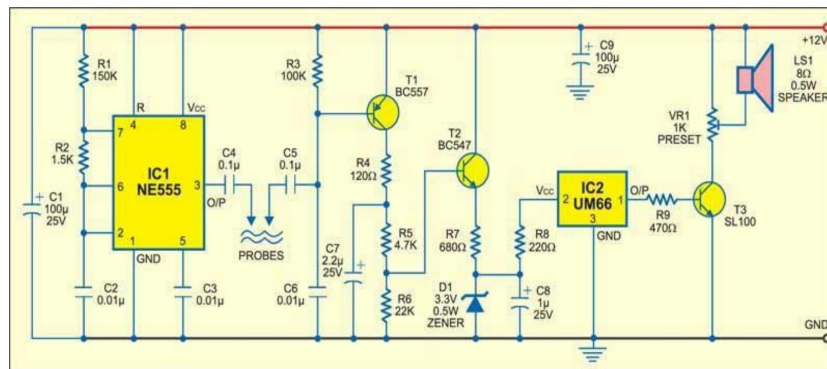 R1
150K
R2
1.5K
C1
100µ
25V
C2
0.01µ
R
4
Vcc
8
7
6
2
IC1
NE555
3
O/P
1
GND
5
C3
0.01µ
C4
0.1µ
C5
0.1µ
PROBES
R3
100K
C6
0.01µ
T1
BC557
R4
120Ω
C7
2.2µ
25V
R5
4.7K
R6
22K
T2
BC547
R7
680Ω
D1
3.3V
0.5W
ZENER
R8
220Ω
C8
1µ
25V
C9
100µ
25V
Vcc
2
IC2
UM66
O/P
1
3
GND
R9
470Ω
T3
SL100
VR1
1K
PRESET
+12V
LS1
8Ω
0.5W
SPEAKER
GND